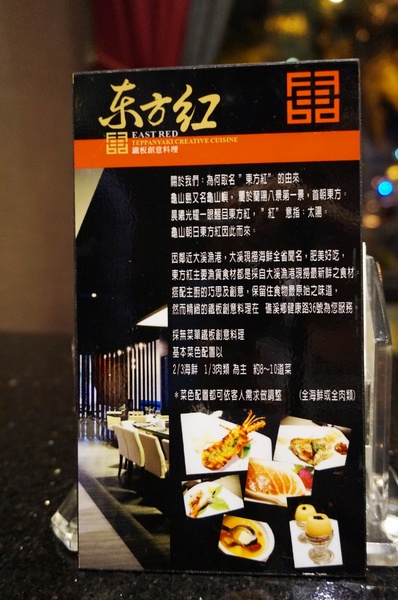 东方红
EAST RED
TEPPANYAKI CREATIVE CUISINE
鐵板創意料理
關於我們，為何取名 "東方紅" 的由來
龜山島又名龜山嶼，屬於蘭陽八景第一景，首朝東方。
晨曦光耀一眼醒目東方紅，"紅" 意指：太陽。
龜山朝日東方紅因此而來。
因鄰近大溪漁港，大溪現撈海鮮全省聞名，肥美好吃，
東方紅主要漁貨食材都是採自大溪漁港現撈最新鮮之食材，
搭配主廚的巧思及創意，保留住食物最原始之味道，
然而精緻的鐵板創意料理在 礁溪鄉健康路36號為您服務。
採無菜單鐵板創意料理
基本菜色配置以
2/3海鮮 1/3肉類 為主 約8~10道菜
*菜色配置都可依客人需求做調整 (全海鮮或全肉類)